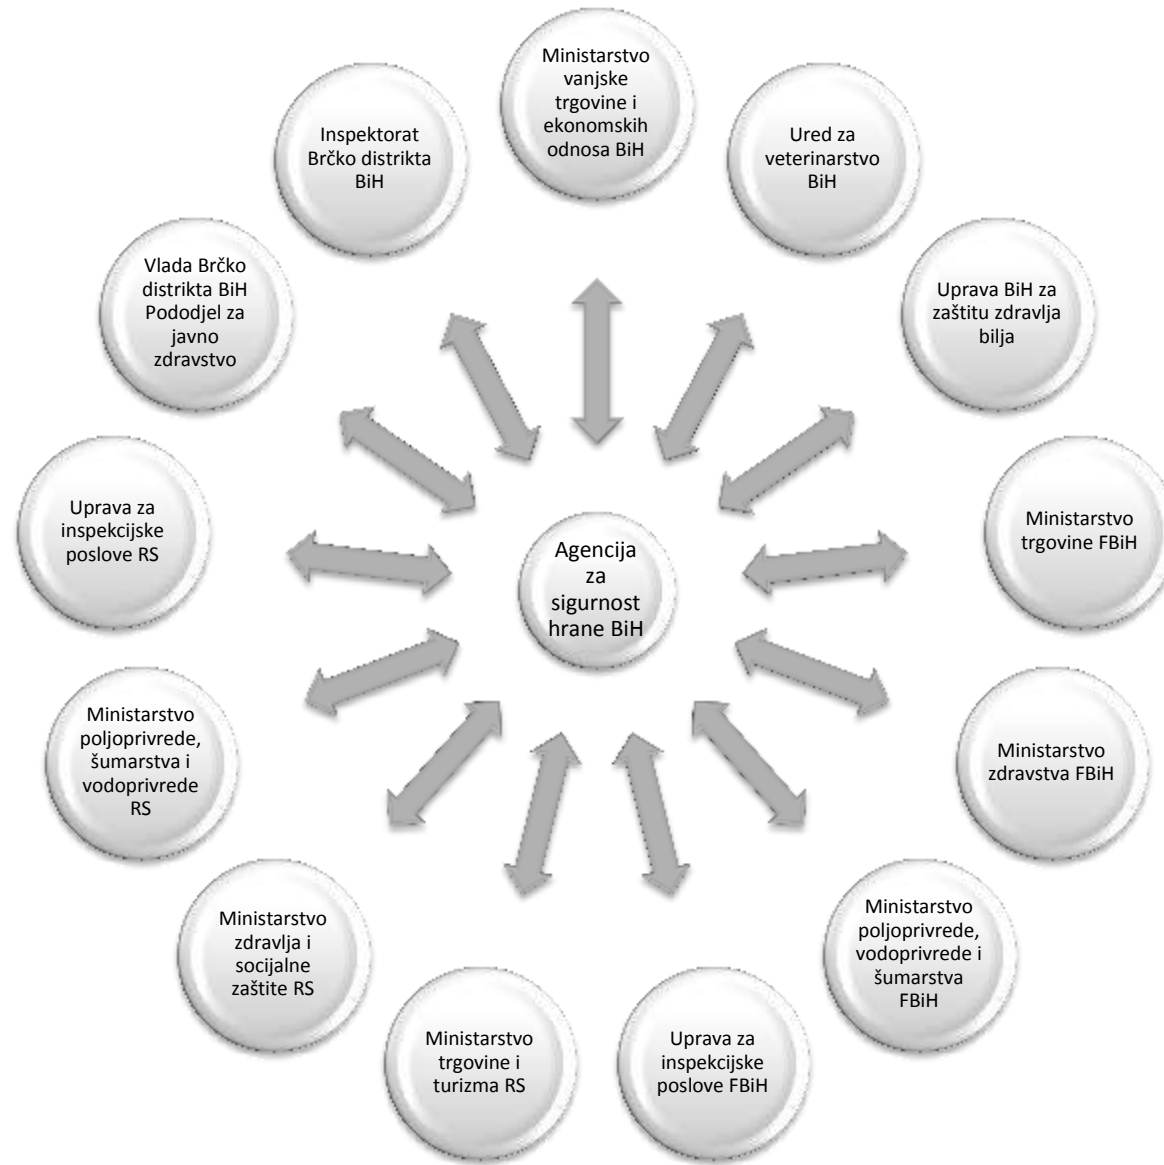 Ministarstvo
vanjske
trgovine i
ekonomskih
odnosa BiH
Ured za
veterinarstvo
BiH
Uprava BiH za
zaštitu zdravlja
bilja
Ministarstvo
trgovine FBiH
Ministarstvo
zdravstva FBiH
Ministarstvo
poljoprivrede,
vodoprivrede i
šumarstva
FBiH
Uprava za
inspekcijske
poslove FBiH
Ministarstvo
trgovine i
turizma RS
Ministarstvo
zdravlja i
socijalne
zaštite RS
Ministarstvo
poljoprivrede,
šumarstva i
vodoprivrede
RS
Uprava za
inspekcijske
poslove RS
Vlada Brčko
distrikta BiH
Pododjel za
javno
zdravstvo
Inspektorat
Brčko distrikta
BiH
Agencija
za
sigurnost
hrane BiH